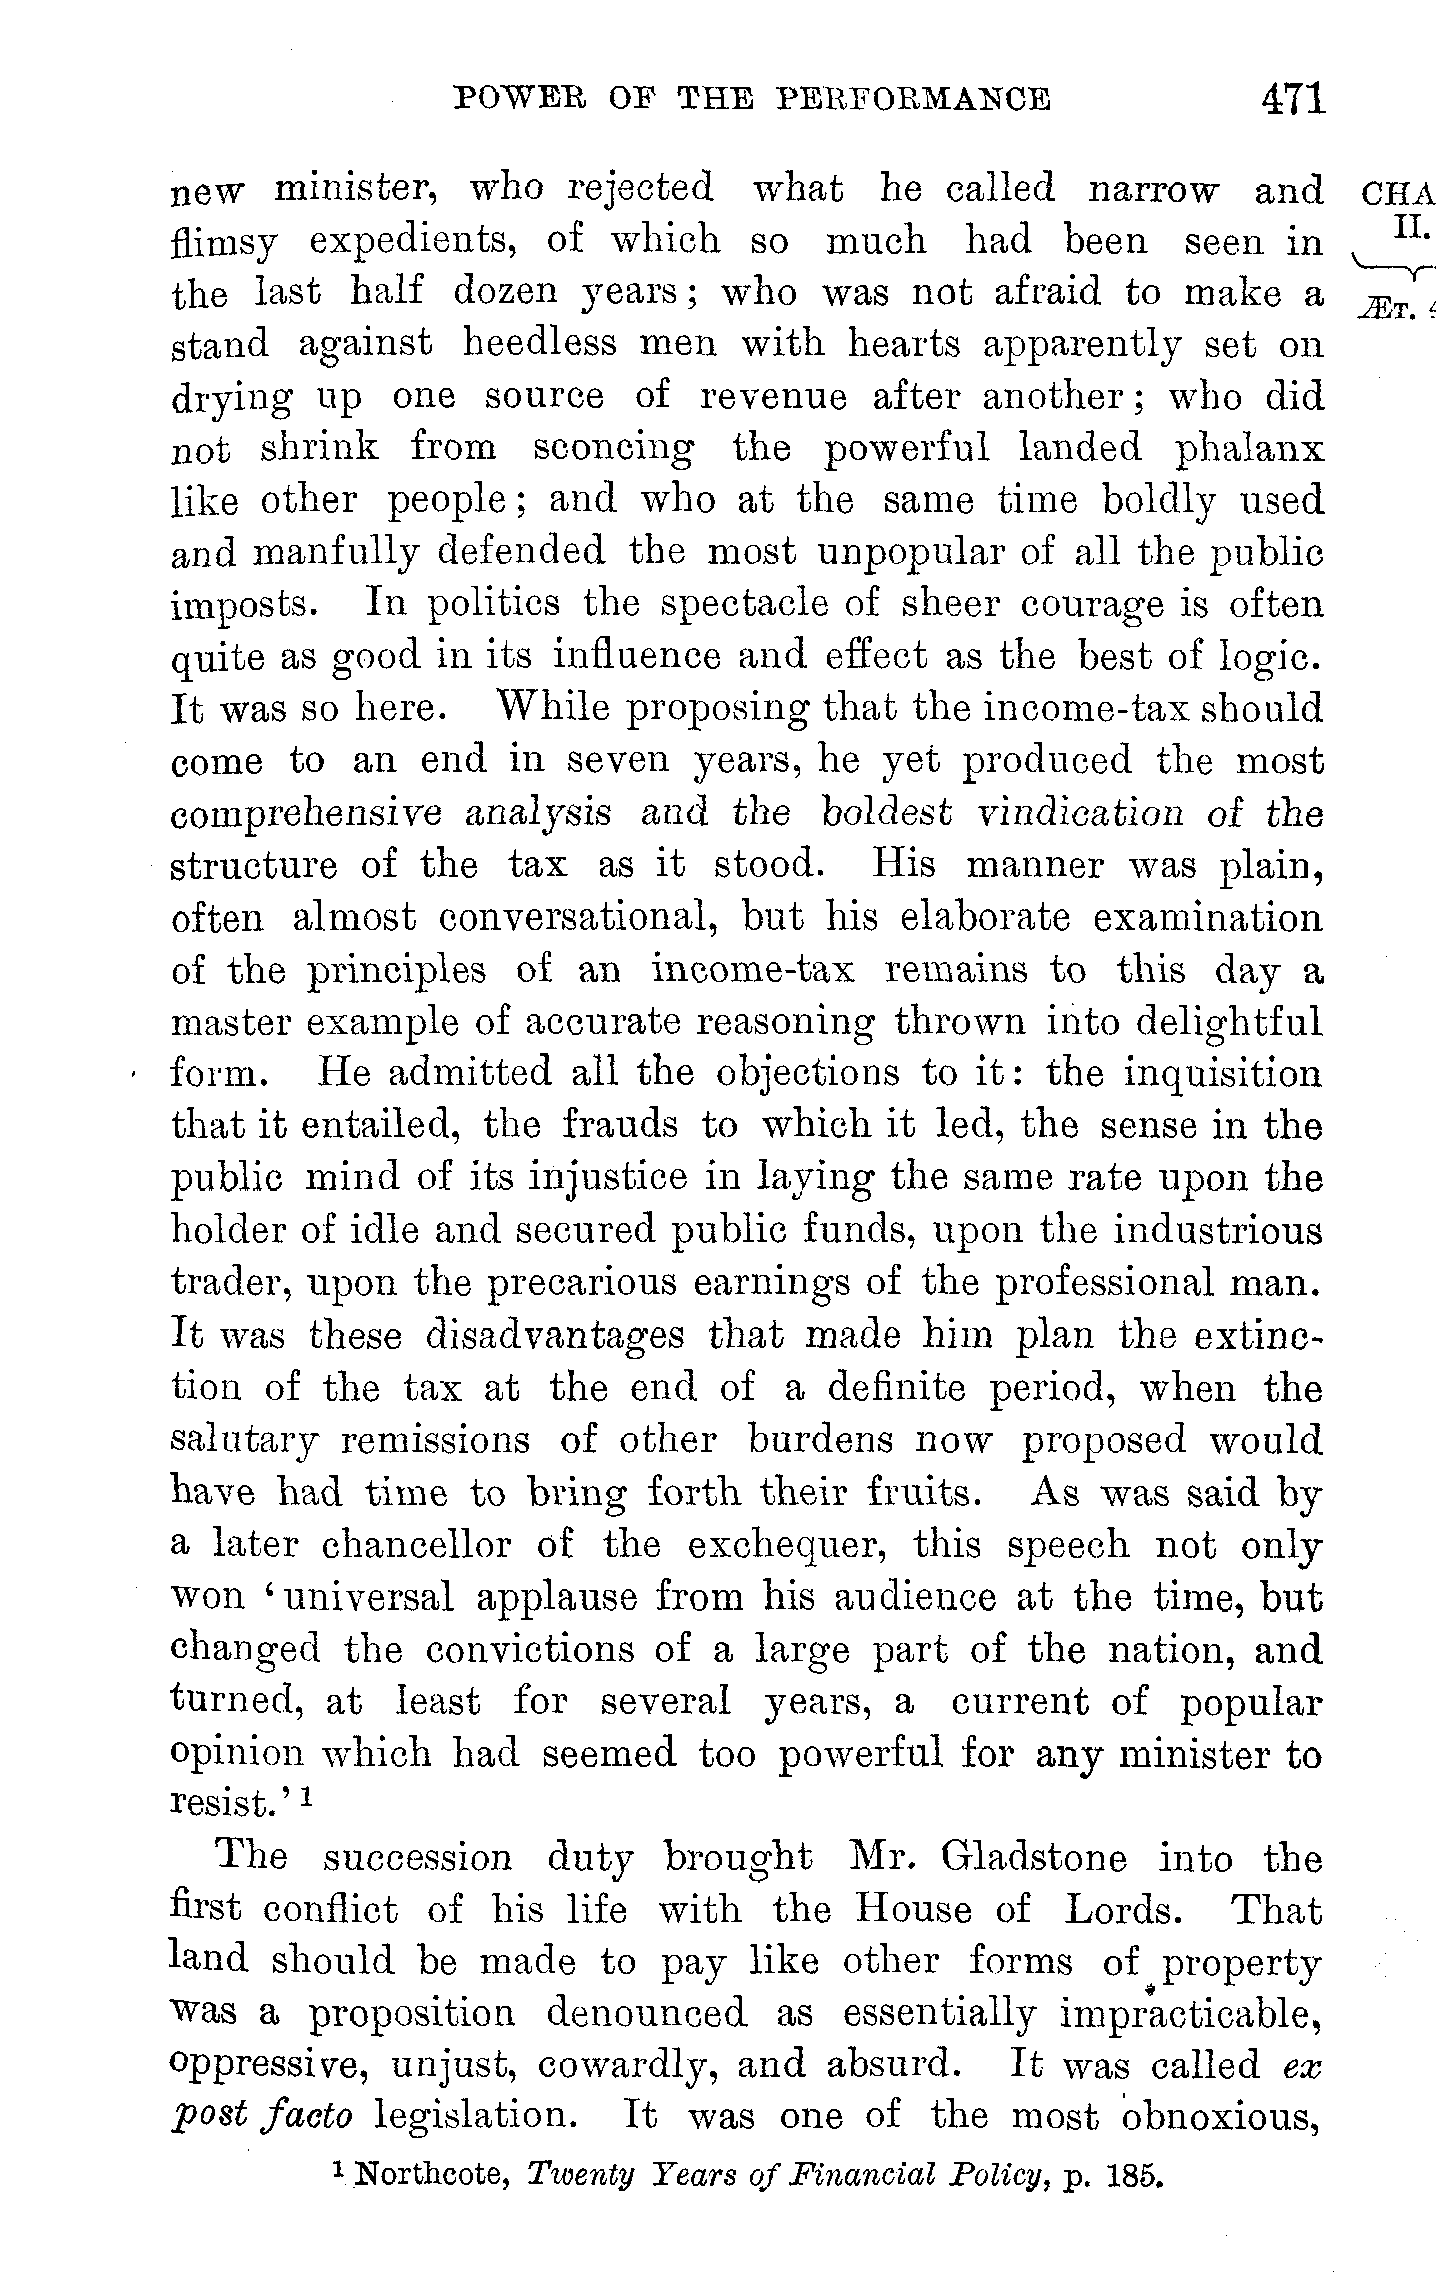 POWER OF THE PERFORMANCE 471
new minister, who rejected what he called narrow and
flimsy expedients, of which so much had been seen in
the last half dozen years; who was not afraid to make a
stand against heedless men with hearts apparently set on
drying up one source of revenue after another; who did
not shrink from sconcing the powerful landed phalanx
like other people; and who at the same time boldly used
and manfully defended the most unpopular of all the public
imposts. In politics the spectacle of sheer courage is often
quite as good in its influence and effect as the best of logic.
It was so here. While proposing that the income-tax should
come to an end in seven years, he yet produced the most
comprehensive analysis and the boldest vindication of the
structure of the tax as it stood. His manner was plain,
often almost conversational, but his elaborate examination
of the principles of an income-tax remains to this day a
master example of accurate reasoning thrown into delightful
form. He admitted all the objections to it: the inquisition
that it entailed, the frauds to which it led, the sense in the
public mind of its injustice in laying the same rate upon the
holder of idle and secured public funds, upon the industrious
trader, upon the precarious earnings of the professional man.
It was these disadvantages that made him plan the extinc-
tion of the tax at the end of a definite period, when the
salutary remissions of other burdens now proposed would
have had time to bring forth their fruits. As was said by
a later chancellor of the exchequer, this speech not only
won ‘universal applause from his audience at the time, but
changed the convictions of a large part of the nation, and
turned, at least for several years, a current of popular
opinion which had seemed too powerful for any minister to
resist.’ 1
The succession duty brought Mr. Gladstone into the
first conflict of his life with the House of Lords. That
land should be made to pay like other forms of property
was a proposition denounced as essentially impracticable,
oppressive, unjust, cowardly, and absurd. It was called ex
post facto legislation. It was one of the most obnoxious,
1 Northcote, Twenty Years of Financial Policy, p. 185.
CHA
II.
ÆT.